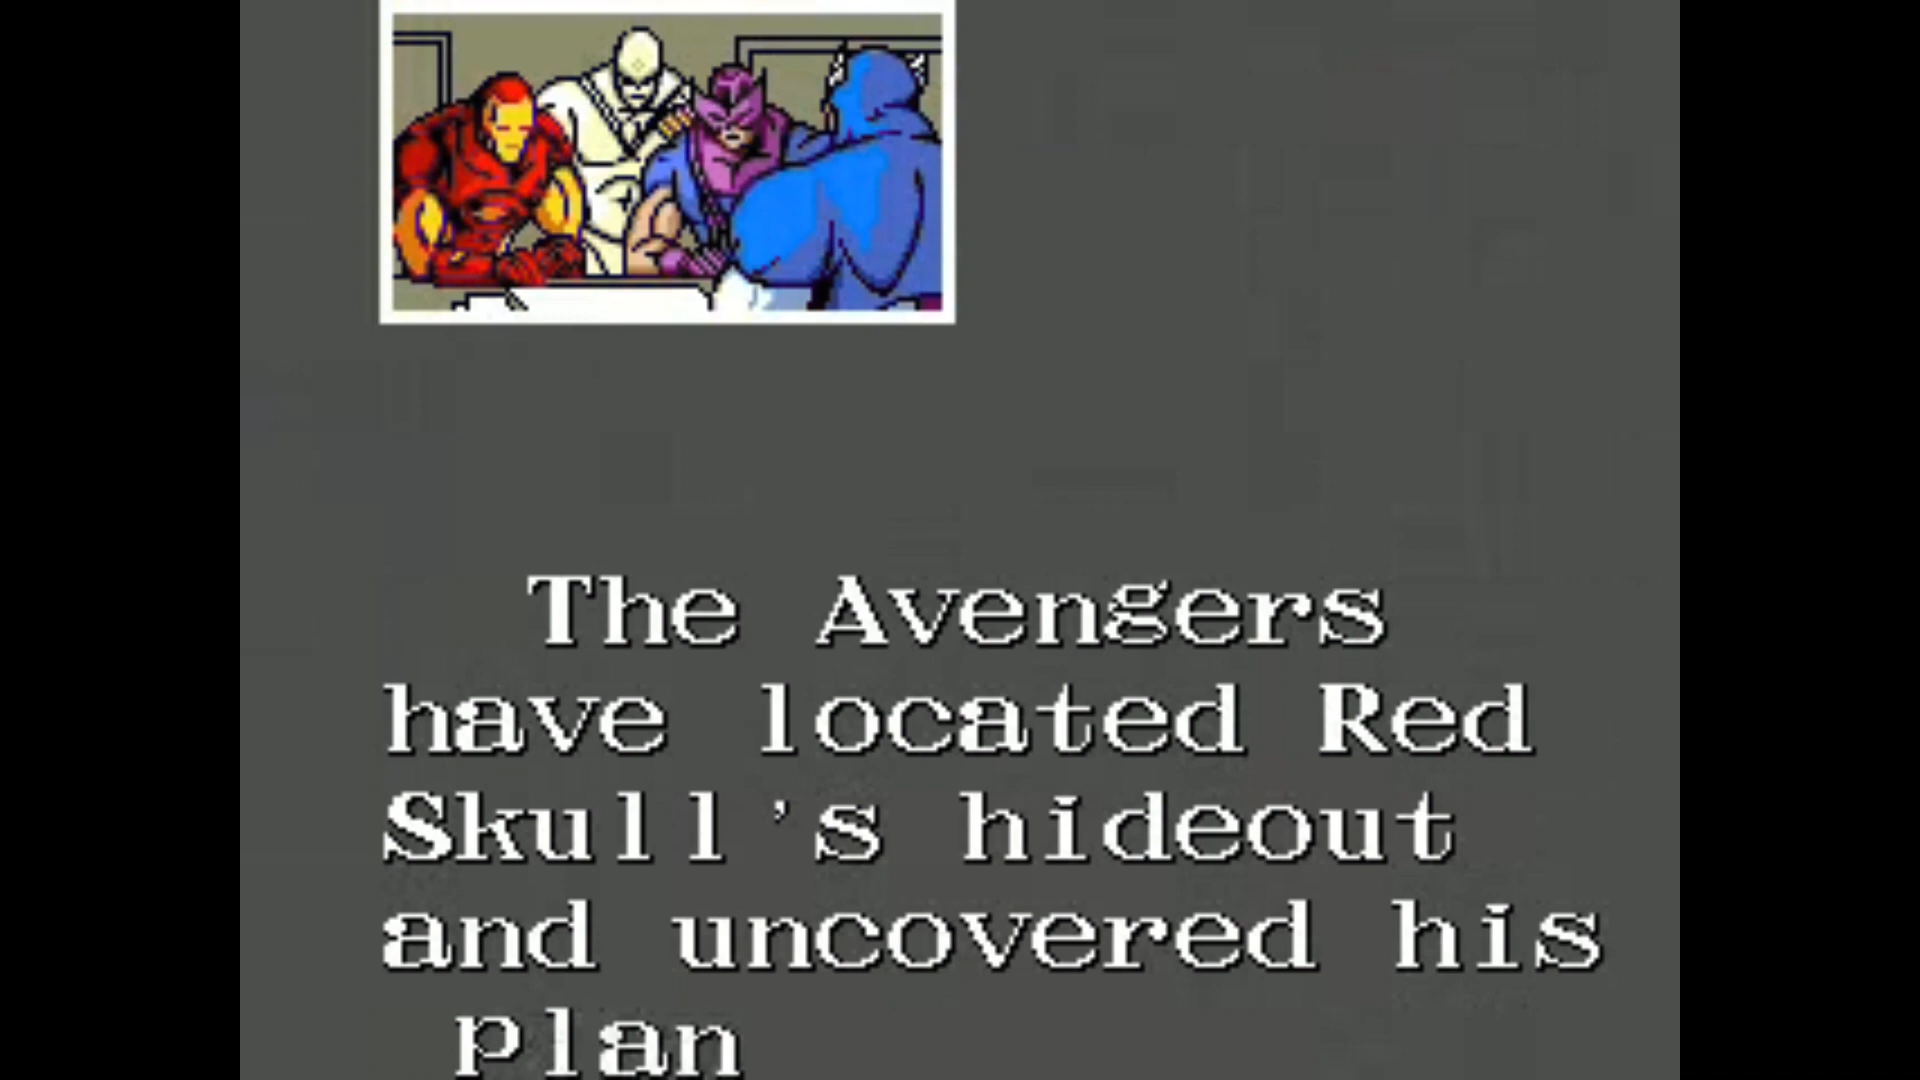 The Avengers
have located Red
Skull's hideout
and uncovered his
plan